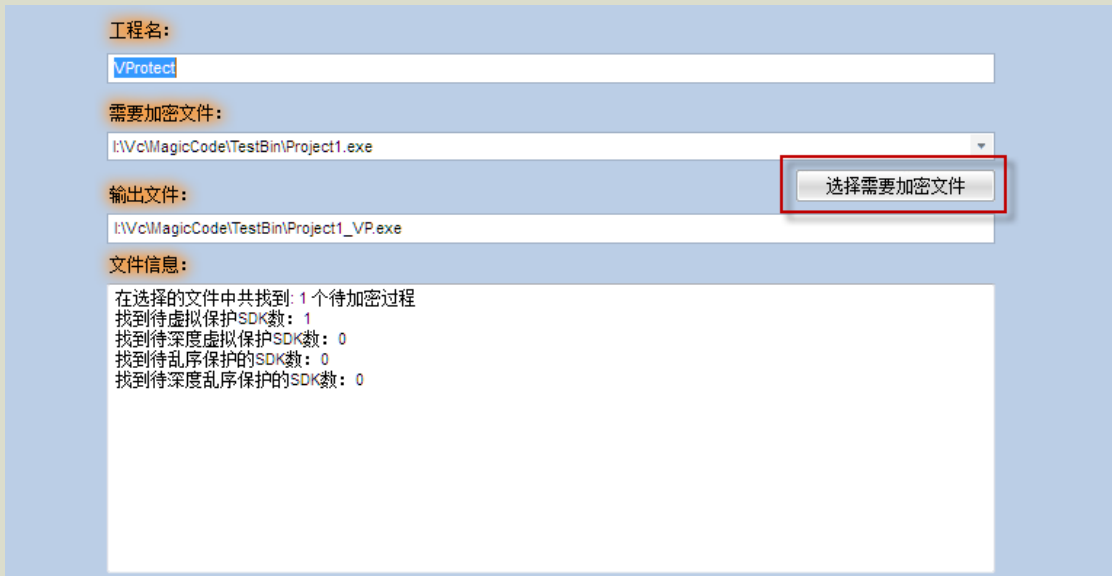 工程名：
VProtect
需要加密文件：
I:\Vc\MagicCode\TestBin\Project1.exe
选择需要加密文件
输出文件：
I:\Vc\MagicCode\TestBin\Project1_VP.exe
文件信息：
在选择的文件中共找到: 1 个待加密过程
找到待虚拟保护SDK数：1
找到待深度虚拟保护SDK数：0
找到待乱序保护的SDK数：0
找到待深度乱序保护的SDK数：0